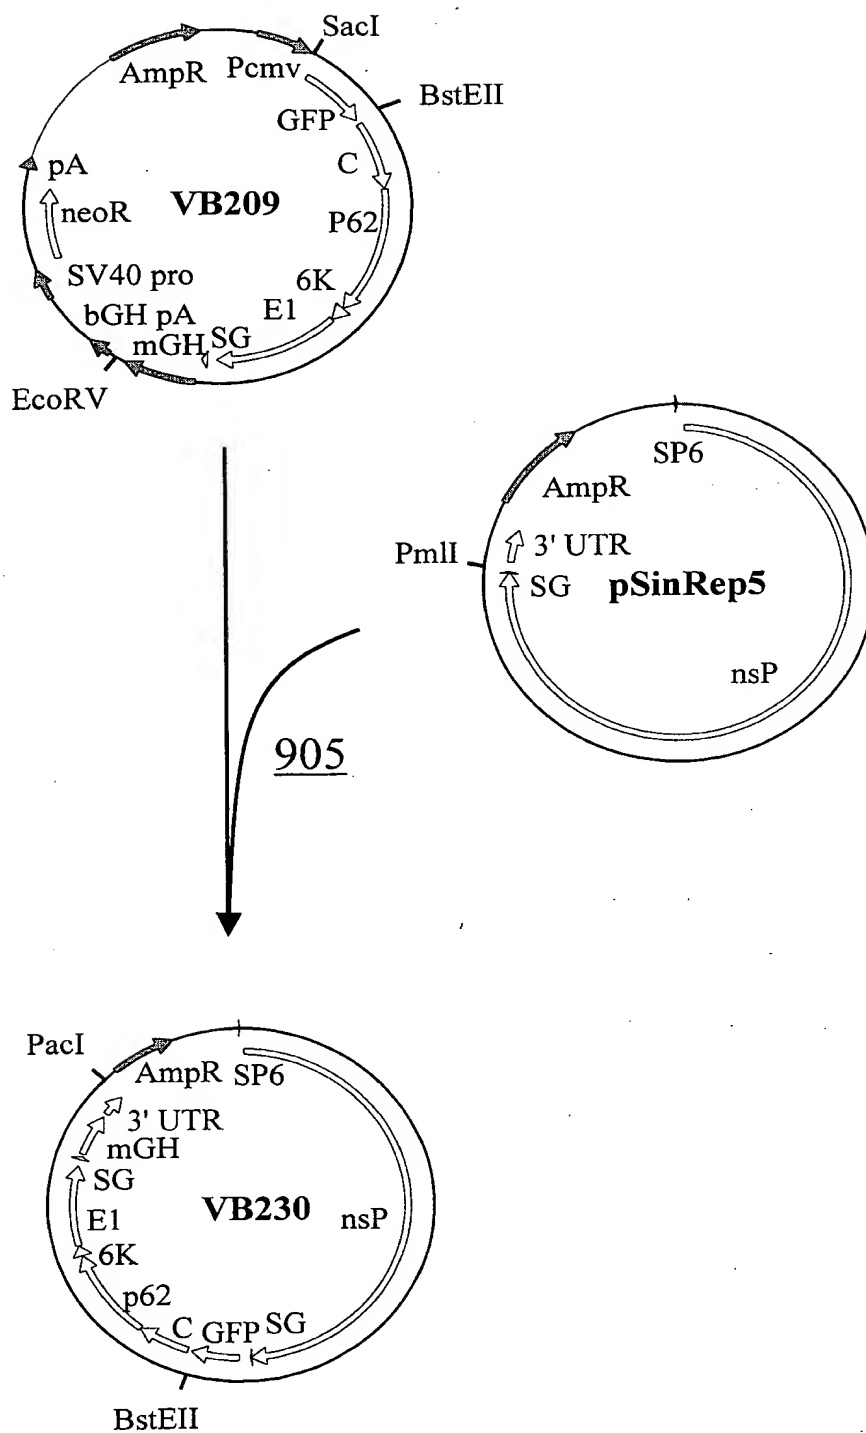 SacI
AmpR
Pcmv
BstEII
GFP
C
pA
neoR
VB209
P62
SV40 pro
6K
E1
bGH pA
mGH
SG
EcoRV
SP6
AmpR
PmlI
3' UTR
SG
pSinRep5
nsP
905
PacI
AmpR
SP6
3' UTR
mGH
SG
E1
VB230
nsP
6K
p62
C
GFP
SG
BstEII